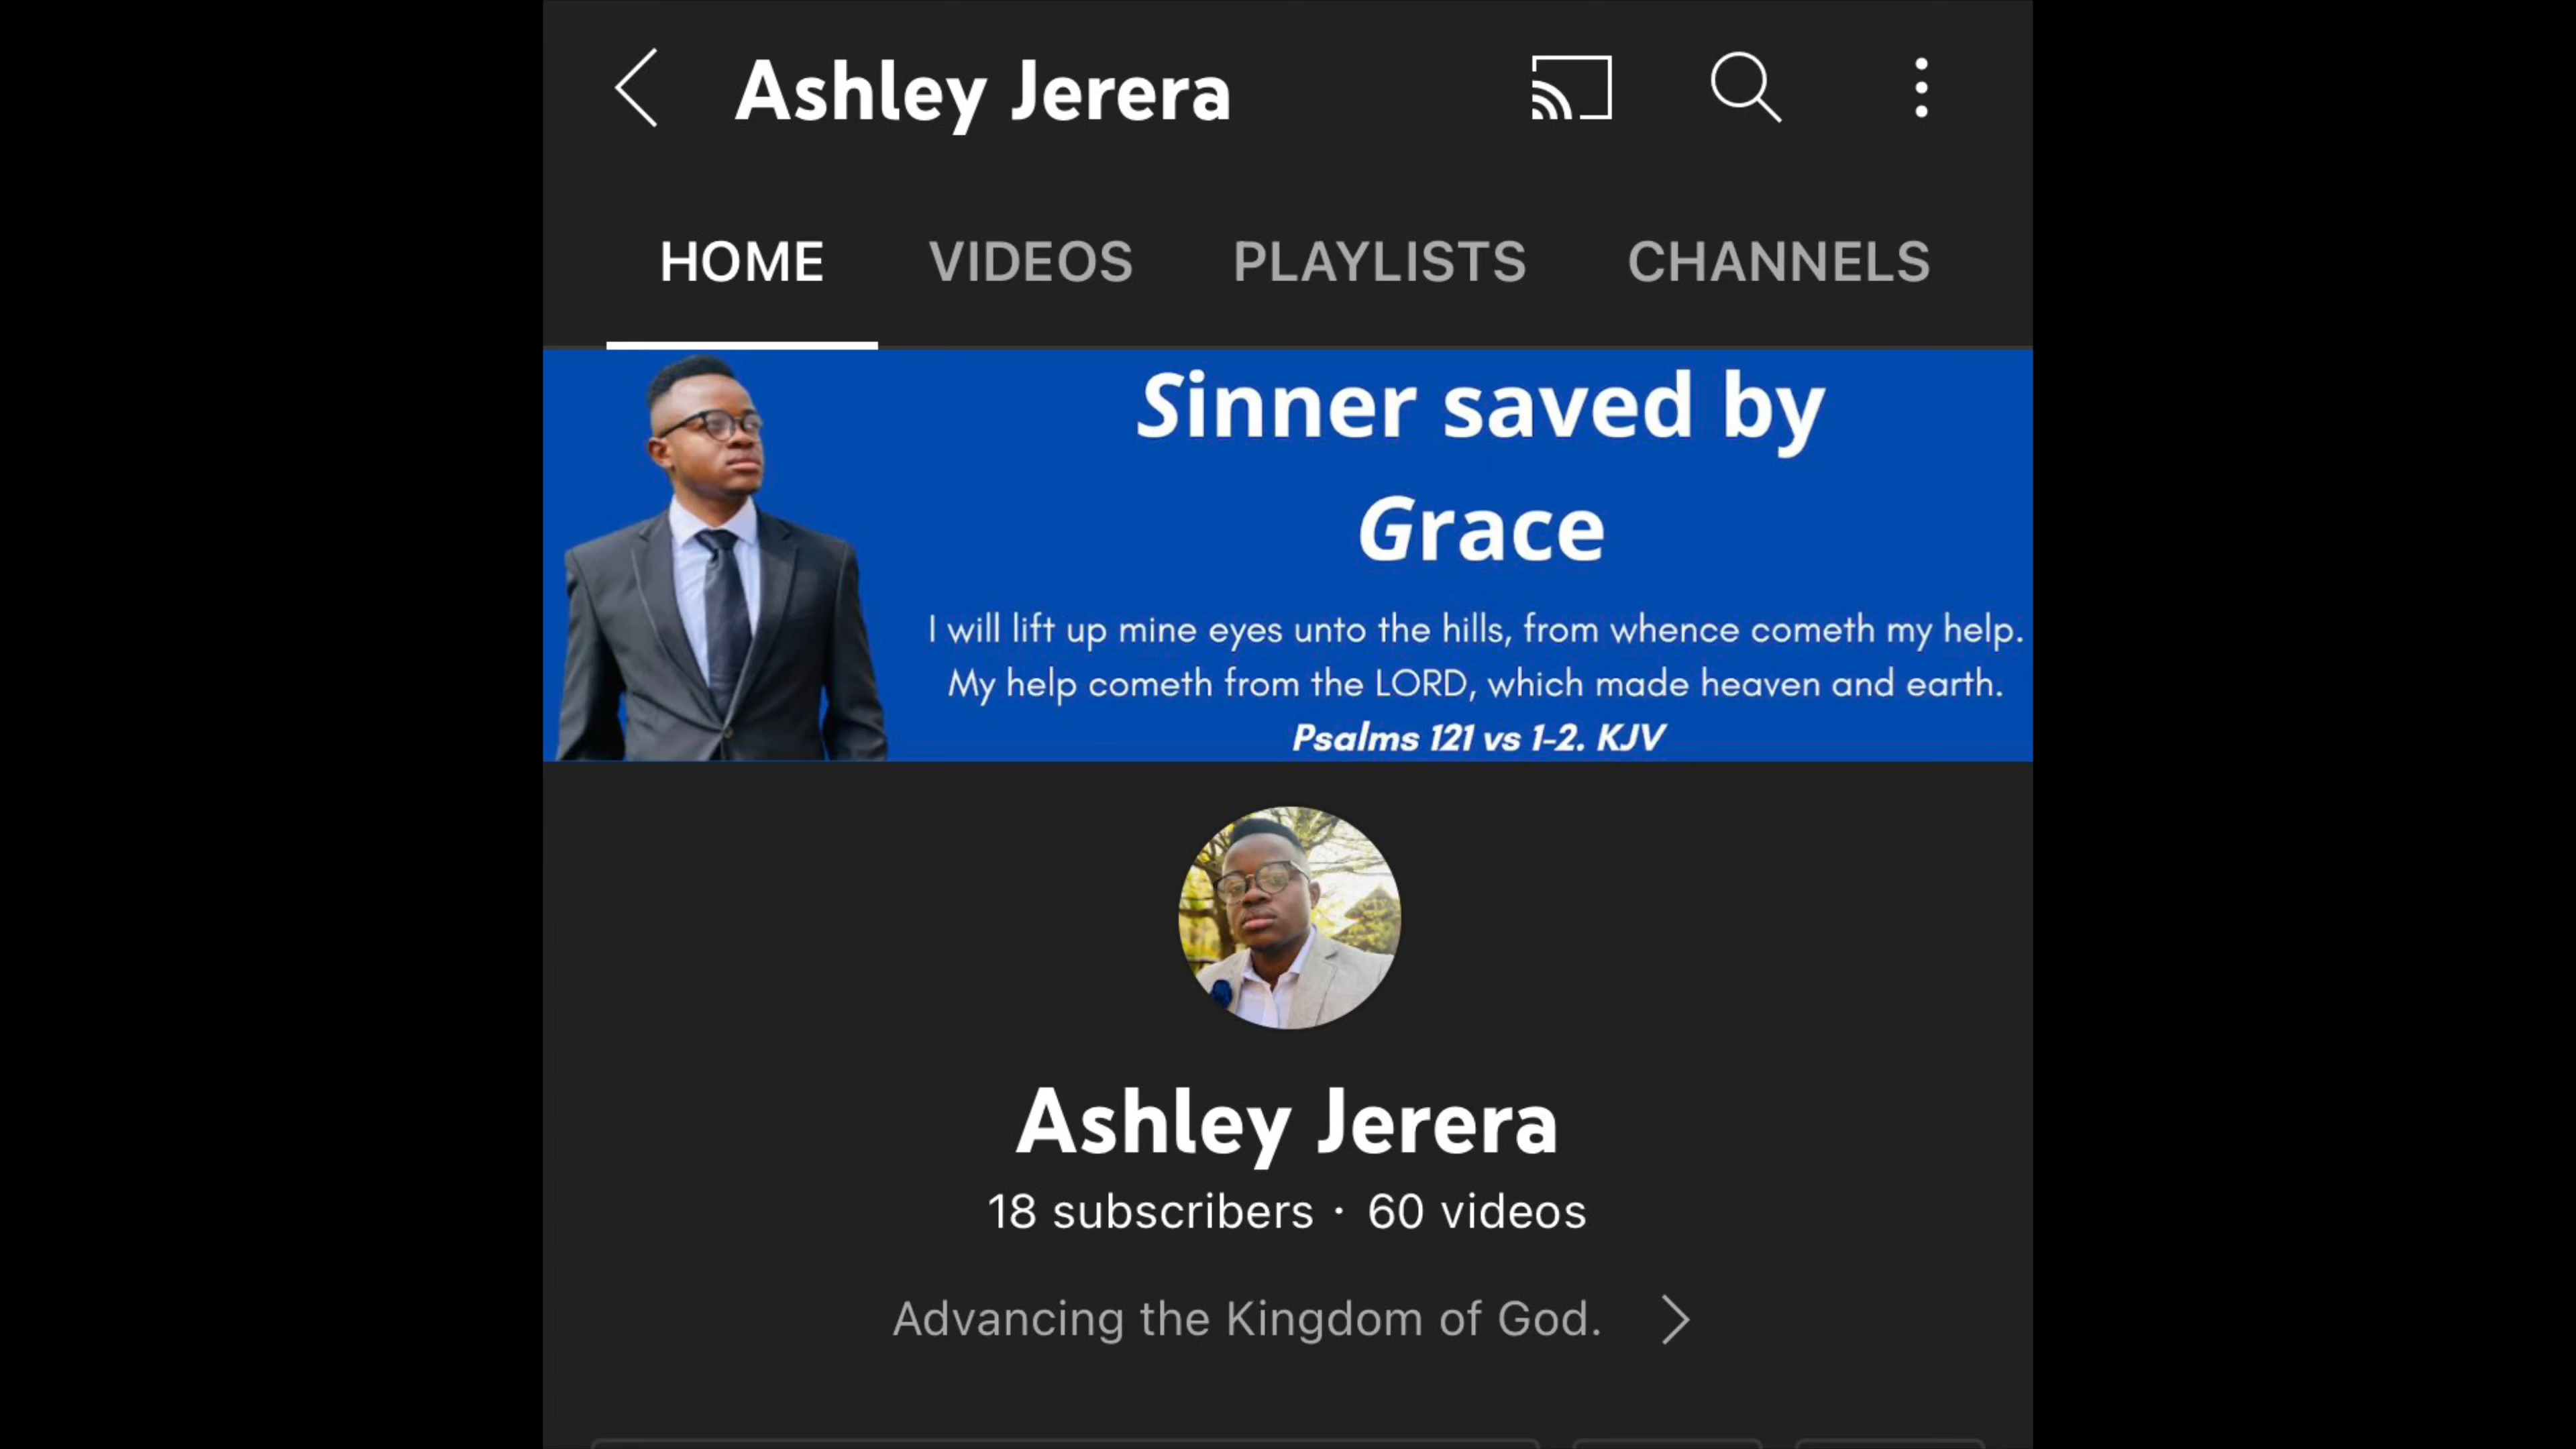 Ashley Jerera
HOME VIDEOS PLAYLISTS CHANNELS
Sinner saved by
Grace
I will lift up mine eyes unto the hills, from whence cometh my help.
My help cometh from the LORD, which made heaven and earth.
Psalms 121 vs 1-2. KJV
Ashley Jerera
18 subscribers · 60 videos
Advancing the Kingdom of God.